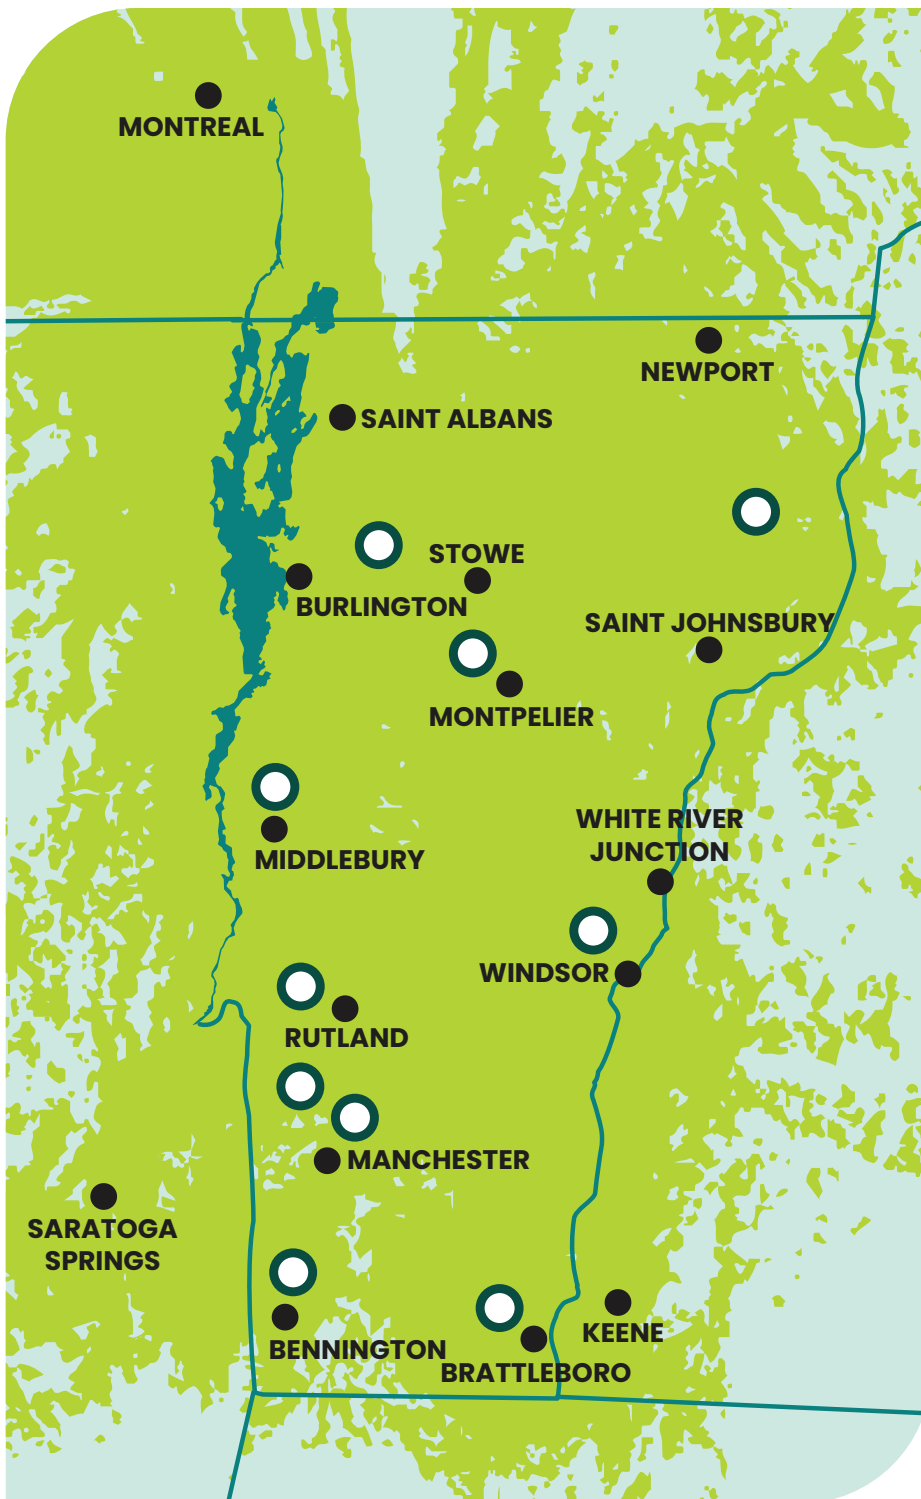 MONTREAL
NEWPORT
SAINT ALBANS
STOWE
BURLINGTON
SAINT JOHNSBURY
MONTPELIER
WHITE RIVER
JUNCTION
MIDDLEBURY
WINDSOR
RUTLAND
MANCHESTER
SARATOGA
SPRINGS
KEENE
BENNINGTON
BRATTLEBORO